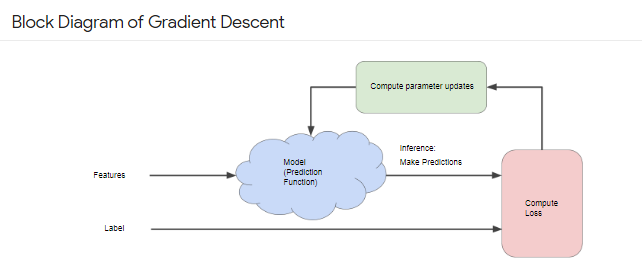 Block Diagram of Gradient Descent
Compute parameter updates
Inference:
Make Predictions
Model
(Prediction
Function)
Features
Compute
Loss
Label